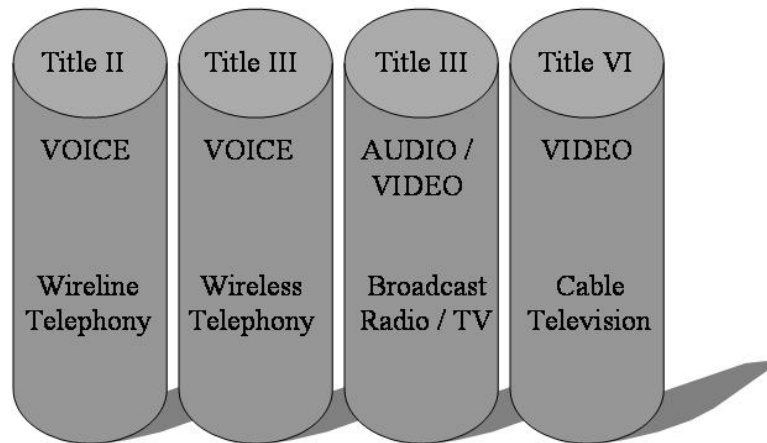 Title II
VOICE
Wireline
Telephony
Title III
VOICE
Wireless
Telephony
Title III
AUDIO /
VIDEO
Broadcast
Radio / TV
Title VI
VIDEO
Cable
Television